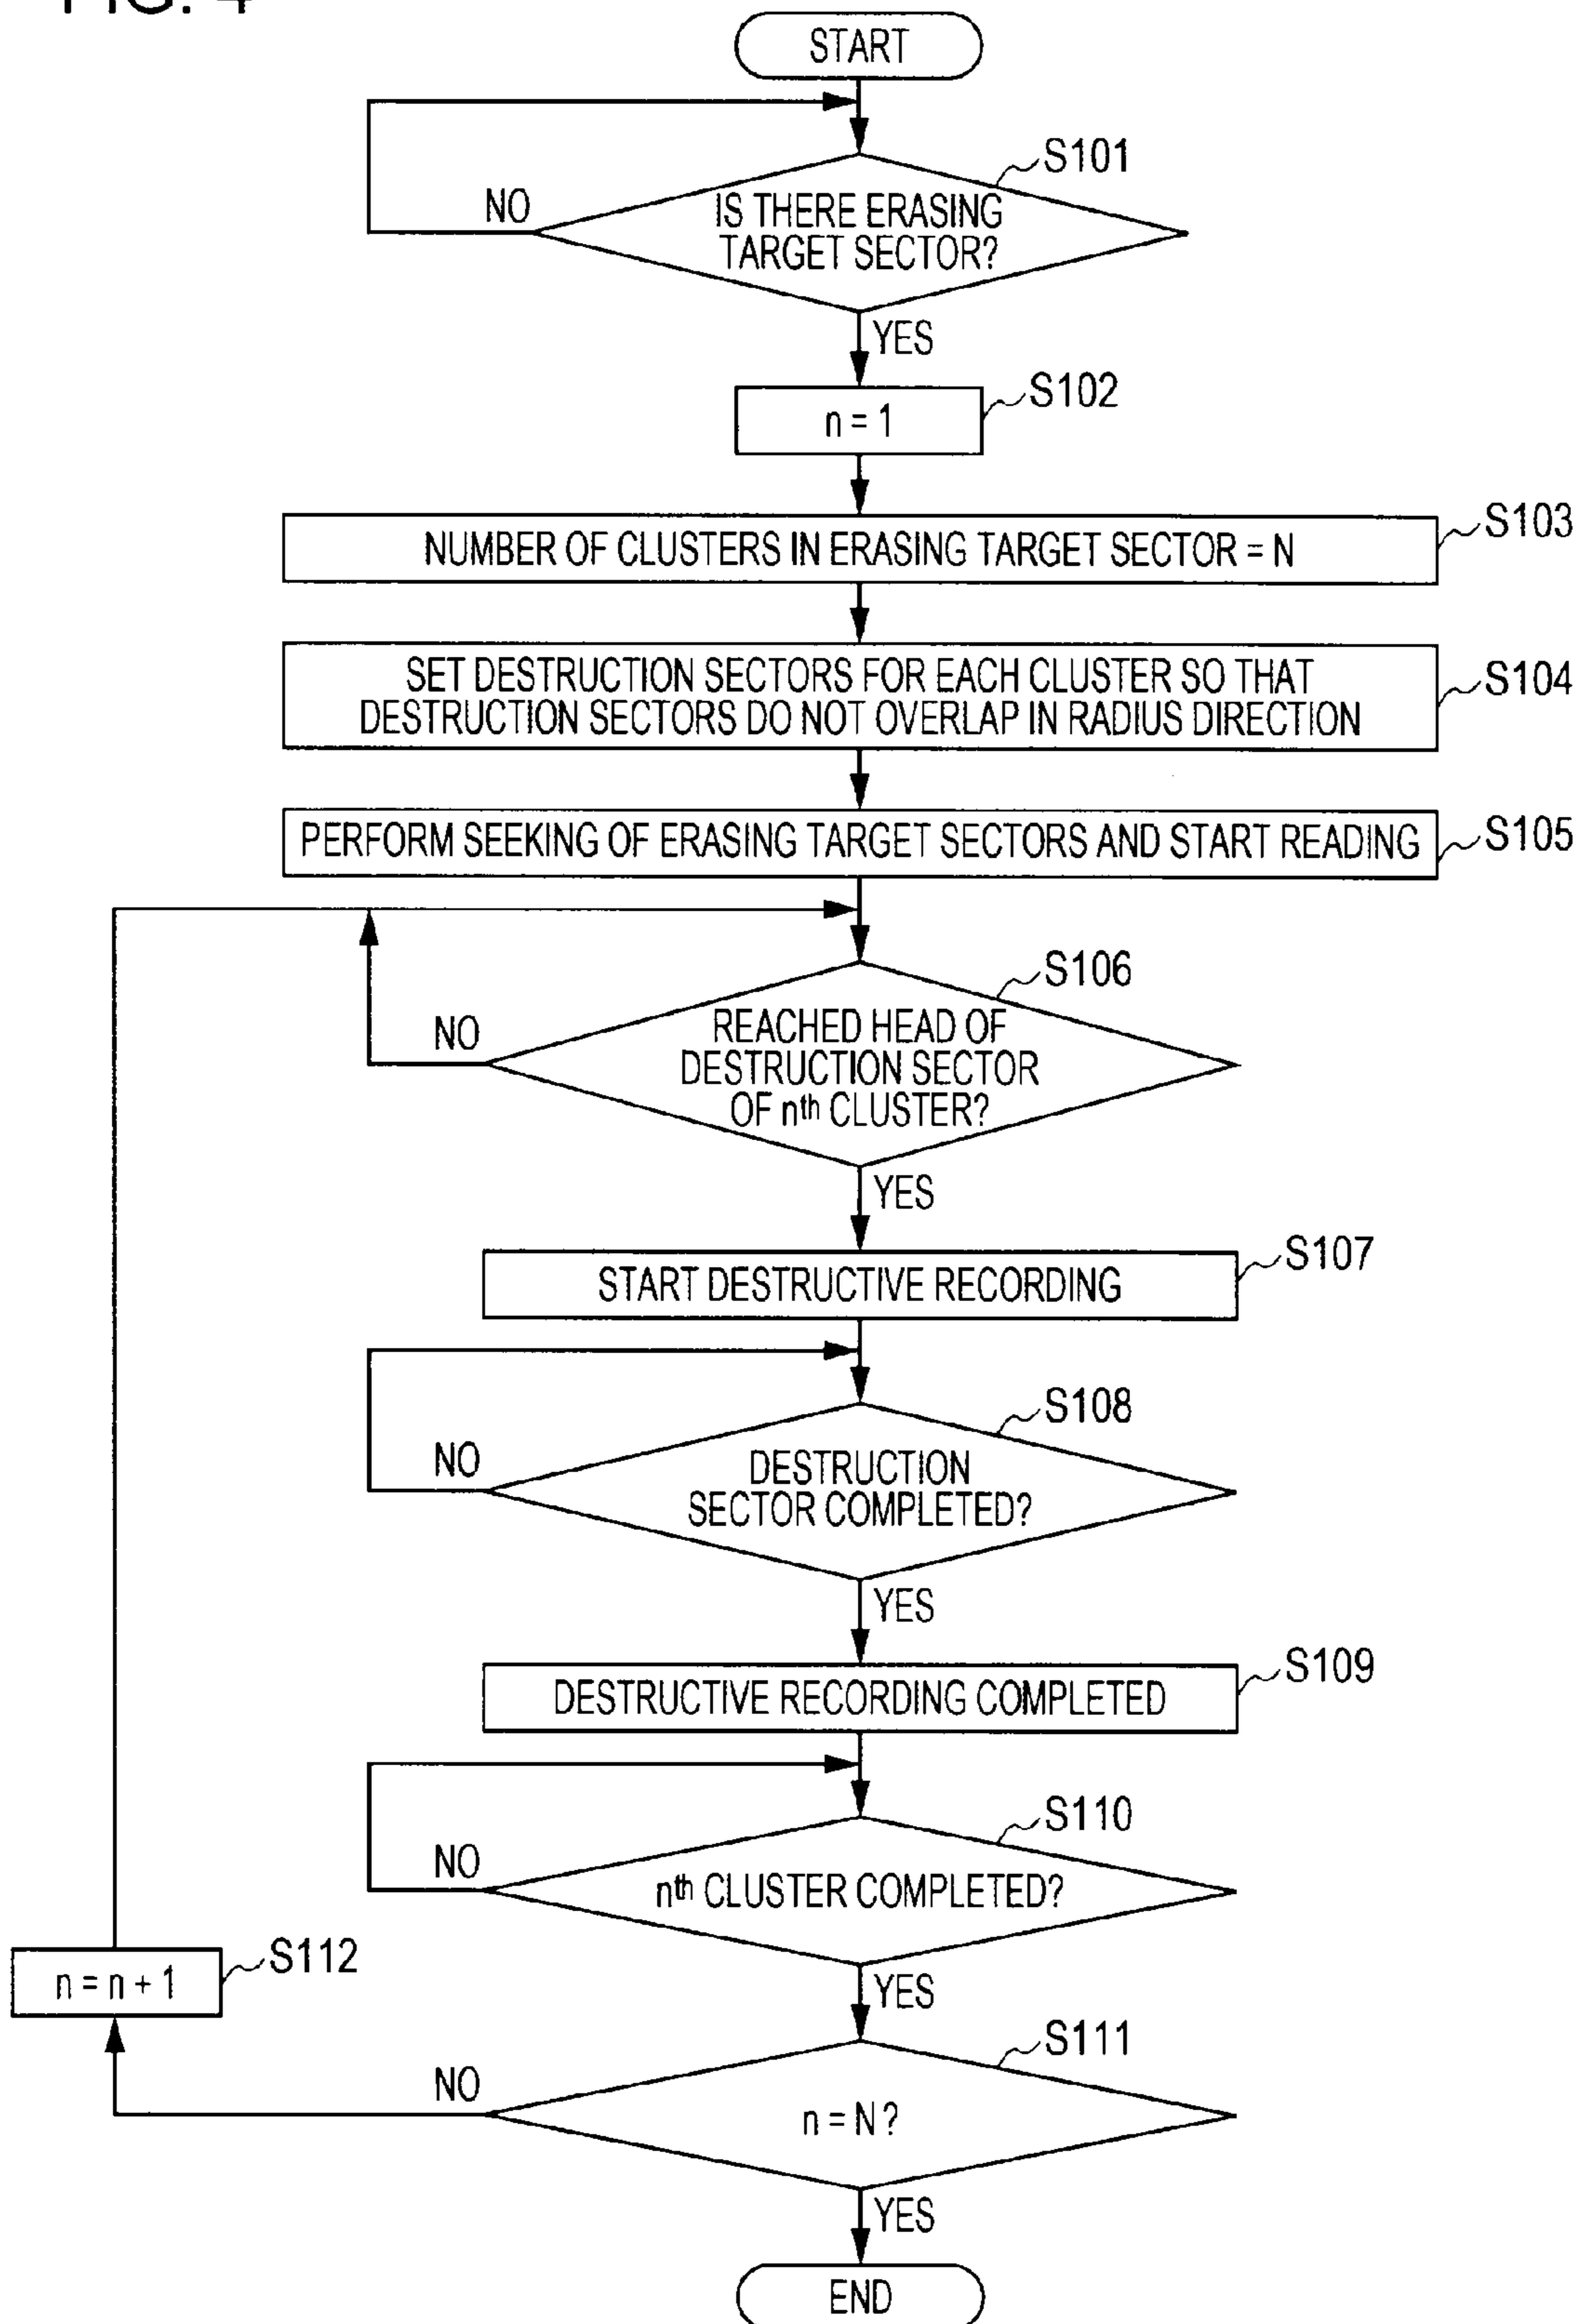 FIG. 4
START
S101
NO
IS THERE ERASING
TARGET SECTOR?
YES
S102
n = 1
S103
NUMBER OF CLUSTERS IN ERASING TARGET SECTOR = N
S104
SET DESTRUCTION SECTORS FOR EACH CLUSTER SO THAT
DESTRUCTION SECTORS DO NOT OVERLAP IN RADIUS DIRECTION
S105
PERFORM SEEKING OF ERASING TARGET SECTORS AND START READING
S106
NO
REACHED HEAD OF
DESTRUCTION SECTOR
OF nth CLUSTER?
YES
S107
START DESTRUCTIVE RECORDING
S108
NO
DESTRUCTION
SECTOR COMPLETED?
YES
S109
DESTRUCTIVE RECORDING COMPLETED
S110
NO
nth CLUSTER COMPLETED?
S112
n = n + 1
YES
S111
NO
n = N ?
YES
END